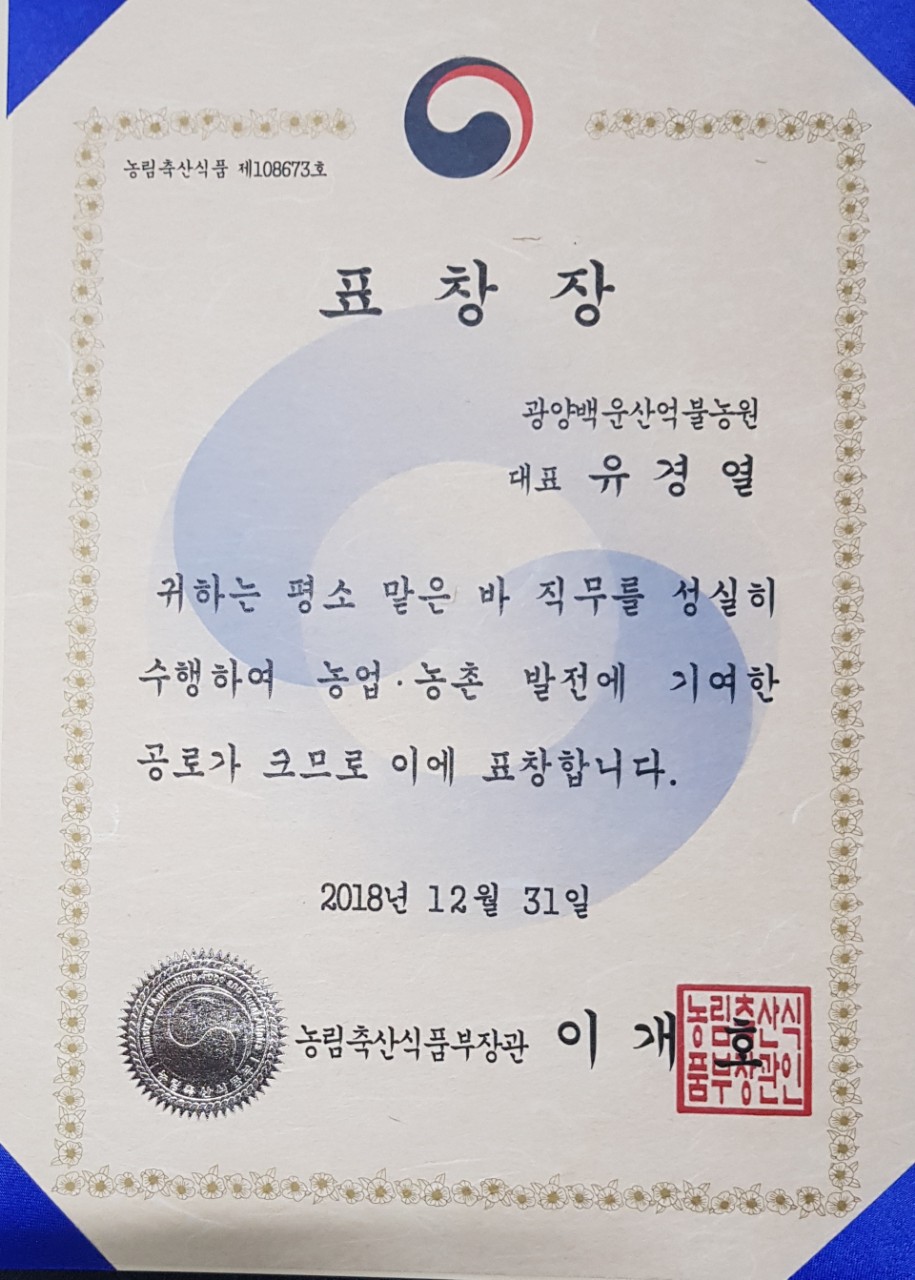 농림축산식품 제108673호
표 창 장
광양백운산억불농원
대표 유 경 열
귀하는 평소 맡은 바 직무를 성실히
수행하여 농업·농촌 발전에 기여한
공로가 크므로 이에 표창합니다.
2018년 12월 31일
농림축산식품부장관 이 개 호
농림축산식
품부장관인